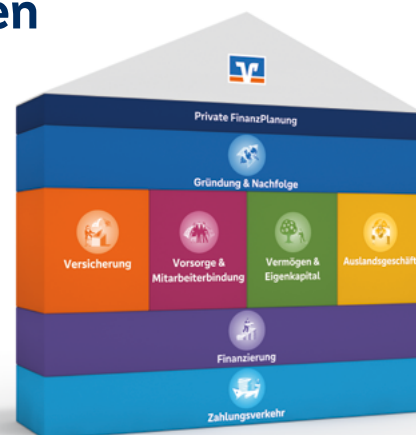 en
Private FinanzPlanung
Gründung & Nachfolge
Versicherung
Vorsorge &
Mitarbeiterbindung
Vermögen &
Eigenkapital
Auslandsgeschäft
Finanzierung
Zahlungsverkehr